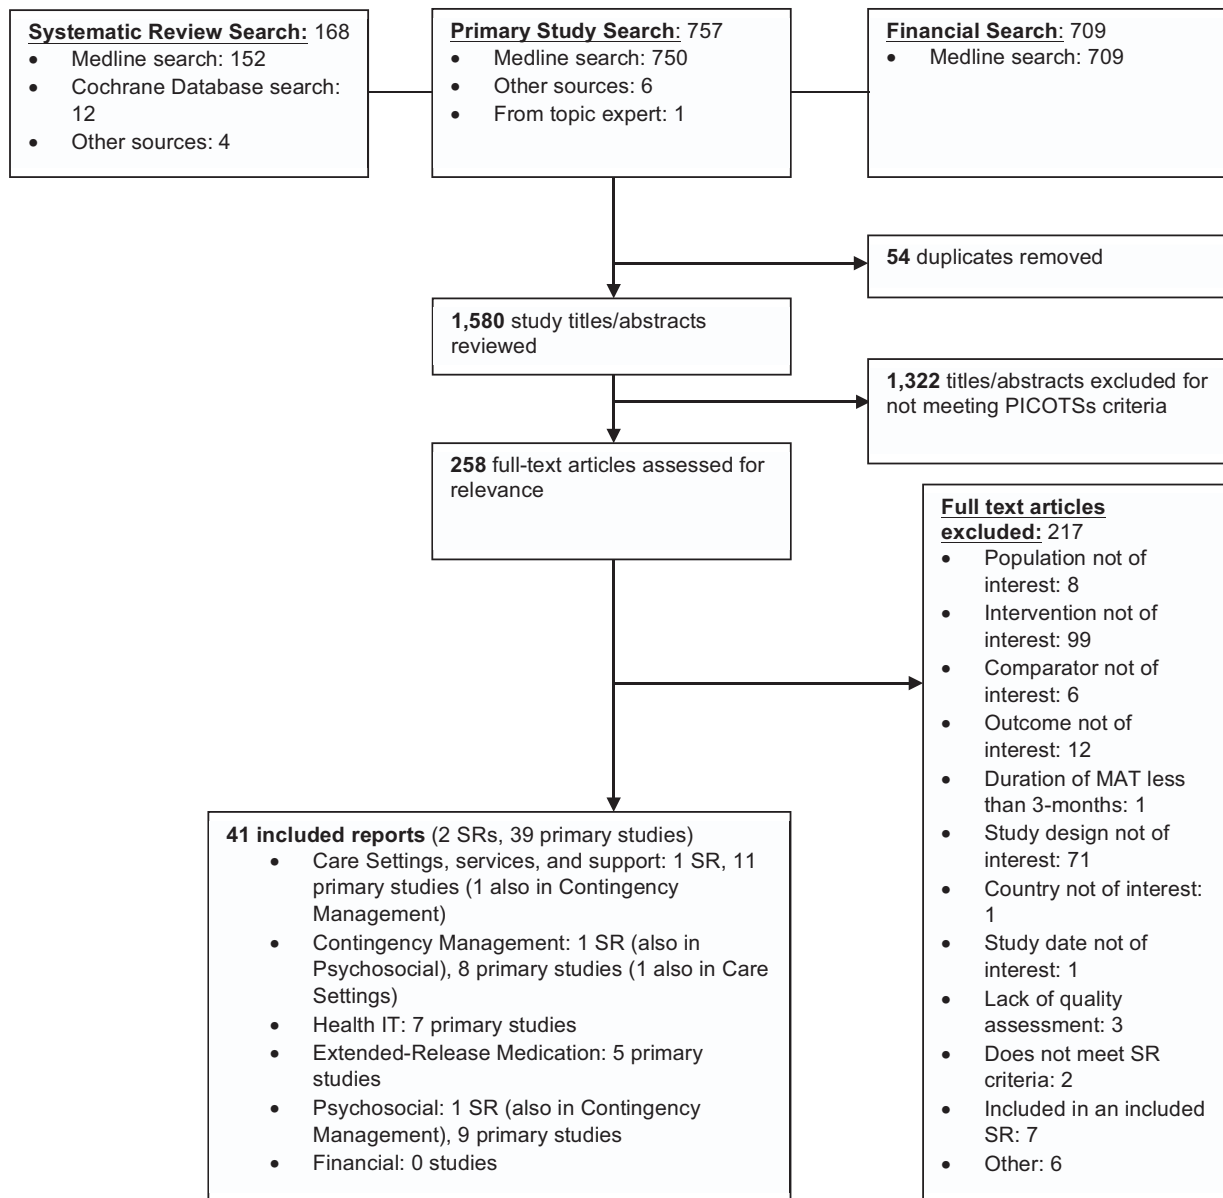 Systematic Review Search: 168
• Medline search: 152
• Cochrane Database search:
12
• Other sources: 4
Primary Study Search: 757
• Medline search: 750
• Other sources: 6
• From topic expert: 1
Financial Search: 709
• Medline search: 709
54 duplicates removed
1,580 study titles/abstracts
reviewed
1,322 titles/abstracts excluded for
not meeting PICOTSs criteria
258 full-text articles assessed for
relevance
Full text articles
excluded: 217
• Population not of
interest: 8
• Intervention not of
interest: 99
• Comparator not of
interest: 6
• Outcome not of
interest: 12
• Duration of MAT less
than 3-months: 1
• Study design not of
interest: 71
• Country not of interest:
1
• Study date not of
interest: 1
• Lack of quality
assessment: 3
• Does not meet SR
criteria: 2
• Included in an included
SR: 7
• Other: 6
41 included reports (2 SRs, 39 primary studies)
• Care Settings, services, and support: 1 SR, 11
primary studies (1 also in Contingency
Management)
• Contingency Management: 1 SR (also in
Psychosocial), 8 primary studies (1 also in Care
Settings)
• Health IT: 7 primary studies
• Extended-Release Medication: 5 primary
studies
• Psychosocial: 1 SR (also in Contingency
Management), 9 primary studies
• Financial: 0 studies